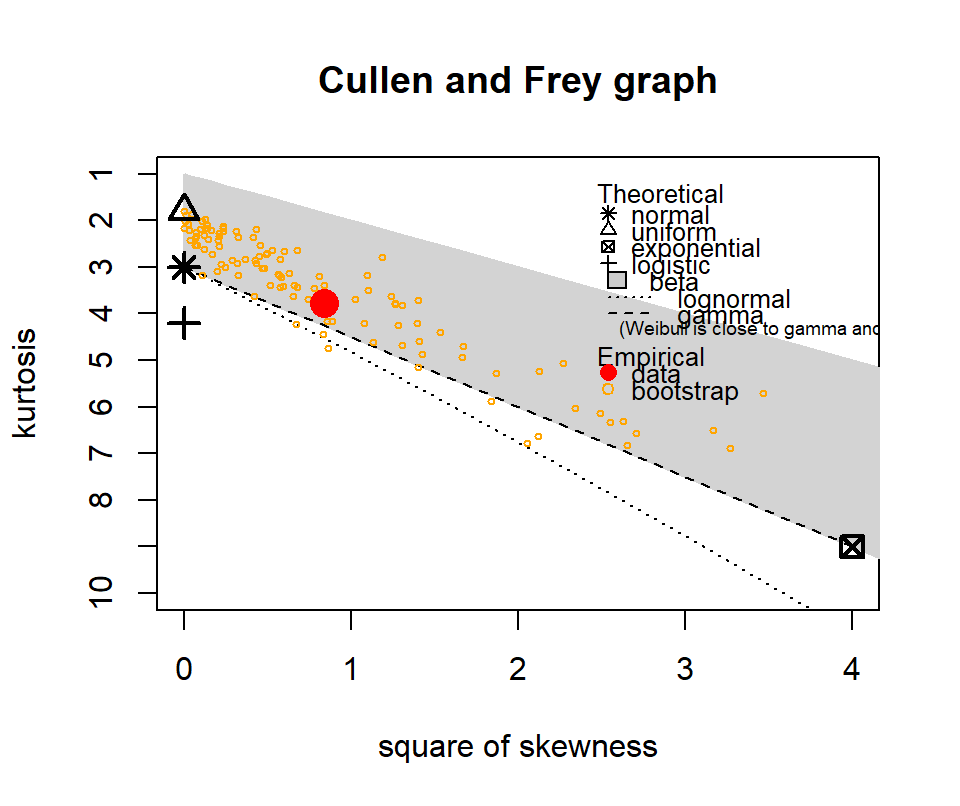 Cullen and Frey graph
kurtosis
1
2
3
4
5
6
7
8
10
0
1
2
3
4
square of skewness
Theoretical
normal
uniform
exponential
logistic
beta
lognormal
gamma
(Weibull is close to gamma and
Empirical
data
bootstrap